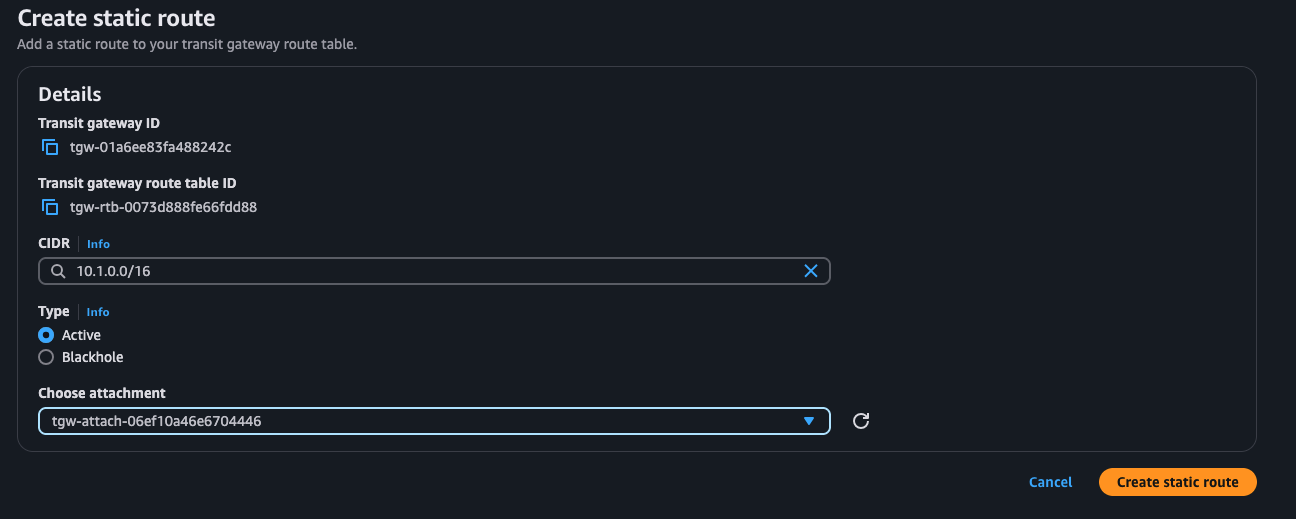 Create static route
Add a static route to your transit gateway route table.
Details
Transit gateway ID
tgw-01a6ee83fa488242c
Transit gateway route table ID
tgw-rtb-0073d888fe66fdd88
CIDR Info
10.1.0.0/16
Type Info
Active
Blackhole
Choose attachment
tgw-attach-06ef10a46e6704446
Cancel Create static route